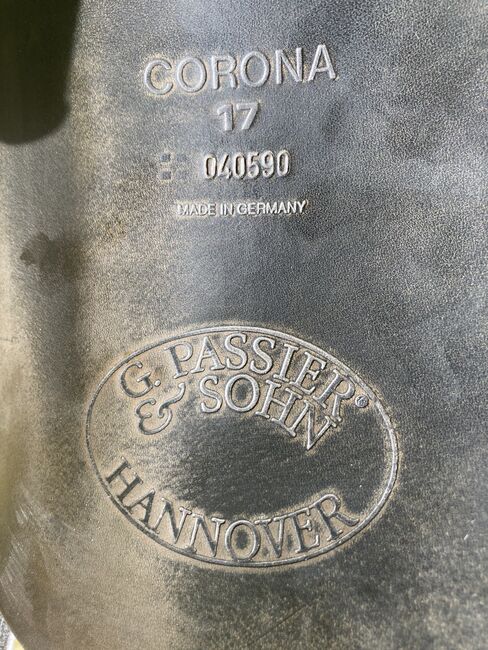 CORONA
17
040590
MADE IN GERMANY
G. PASSIER®
& SOHN
HANNOVER